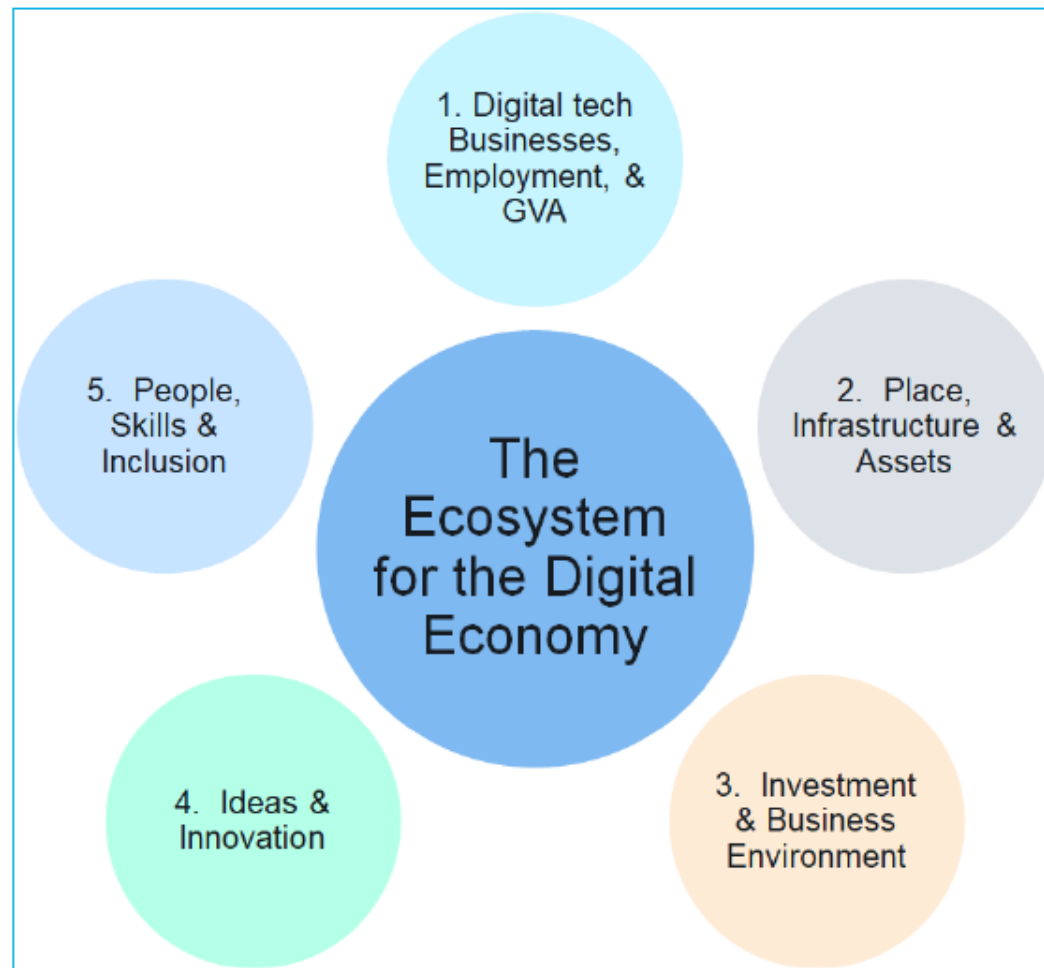 1. Digital tech
Businesses,
Employment, &
GVA
2. Place,
Infrastructure &
Assets
3. Investment
& Business
Environment
4. Ideas &
Innovation
5. People,
Skills &
Inclusion
The
Ecosystem
for the Digital
Economy